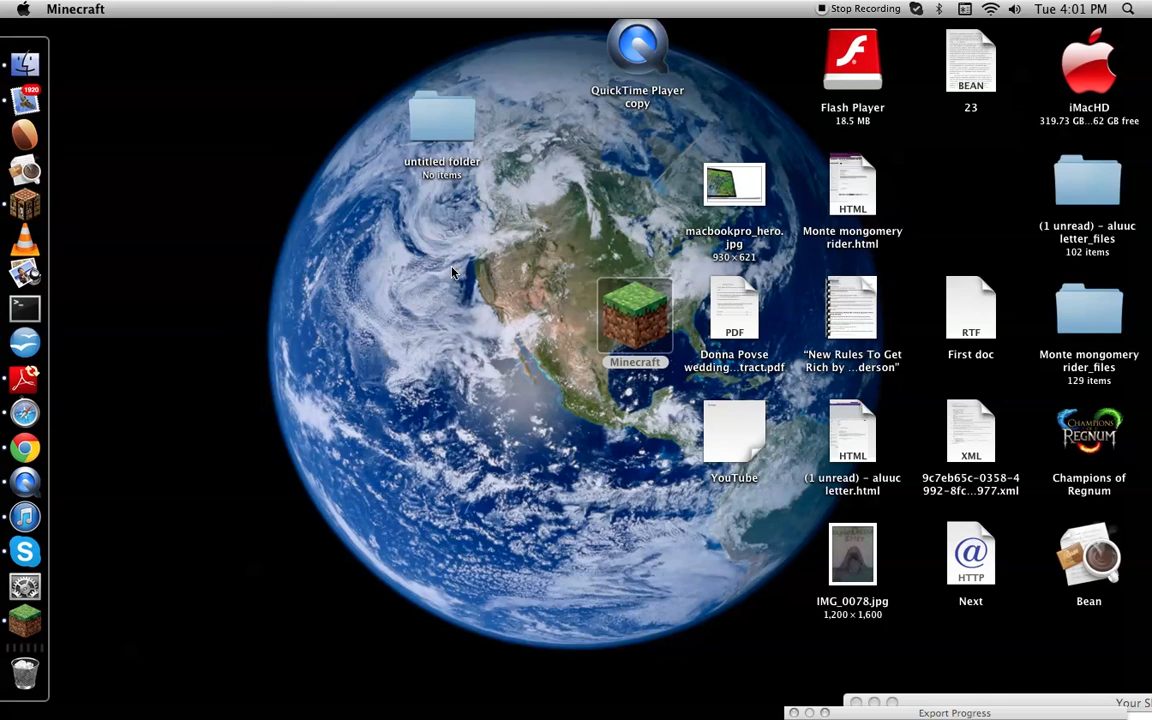 Minecraft
Stop Recording
Tue 4:01 PM
1920
QuickTime Player
copy
Flash Player
18.5 MB
BEAN
23
iMacHD
319.73 GB...62 GB free
untitled folder
No items
macbookpro_hero.
jpg
930×621
HTML
Monte mongomery
rider.html
(1 unread) – aluuc
letter_files
102 items
Minecraft
PDF
Donna Povse
wedding...tract.pdf
"New Rules To Get
Rich by ...derson"
RTF
First doc
Monte mongomery
rider_files
129 items
YouTube
HTML
(1 unread) – aluuc
letter.html
XML
9c7eb65c-0358-4
992-8fc...977.xml
CHAMPIONS
REGNUM
Champions of
Regnum
IMG_0078.jpg
1,200×1,600
@
HTTP
Next
Bean
Your S
Export Progress